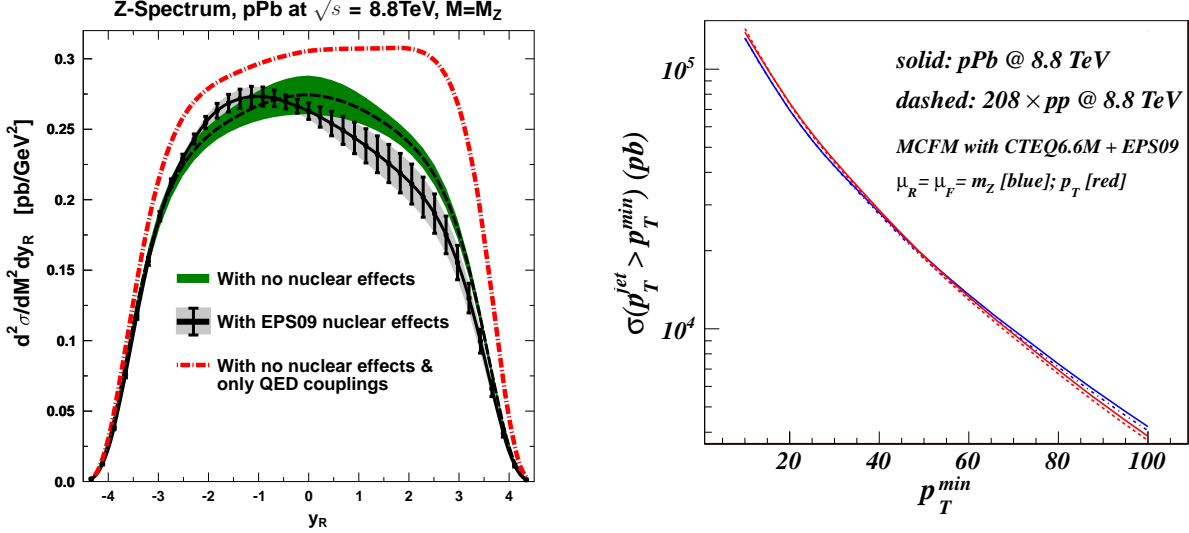 Z-Spectrum, pPb at √s = 8.8TeV, M=M_Z
d²σ/dM²dy_R [pb/GeV²]
0.3
0.25
0.2
0.15
0.1
0.05
0.0
With no nuclear effects
With EPS09 nuclear effects
With no nuclear effects &
only QED couplings
-4 -3 -2 -1 0 1 2 3 4
y_R
σ(p_T^jet > p_T^min) (pb)
10⁵
10⁴
solid: pPb @ 8.8 TeV
dashed: 208 × pp @ 8.8 TeV
MCFM with CTEQ6.6M + EPS09
μ_R = μ_F = m_Z [blue]; p_T [red]
20 40 60 80 100
p_T^min